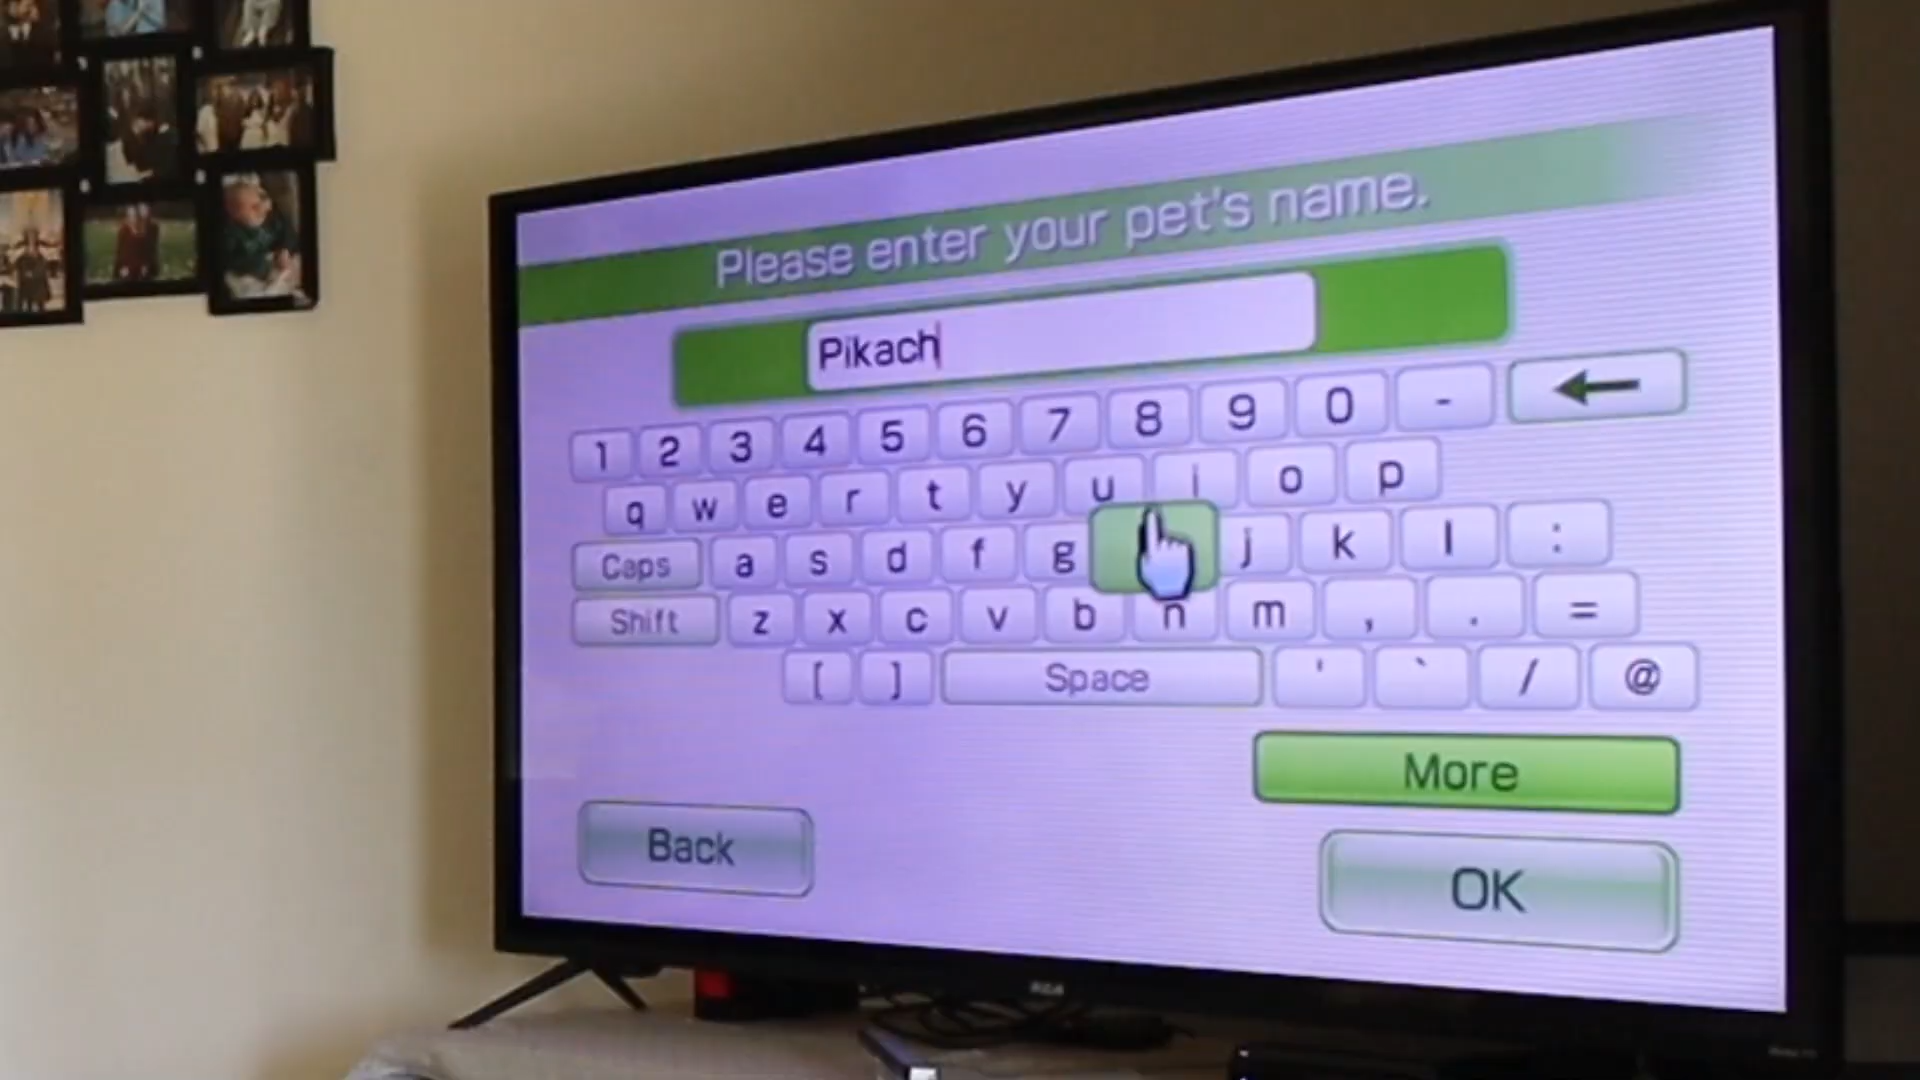 Please enter your pet's name.
Pikach
1 2 3 4 5 6 7 8 9 0 -
q w e r t y u i o p
Caps a s d f g j k l :
Shift z x c v b n m , . =
[ ] Space ' ` / @
More
Back OK
RCA